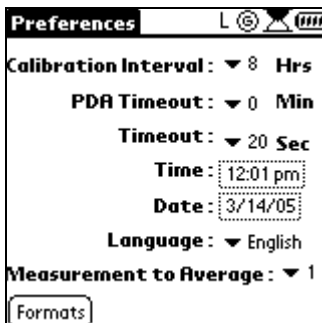 Preferences L G
Calibration Interval: 8 Hrs
PDA Timeout: 0 Min
Timeout: 20 Sec
Time: 12:01 pm
Date: 3/14/05
Language: English
Measurement to Average: 1
Formats